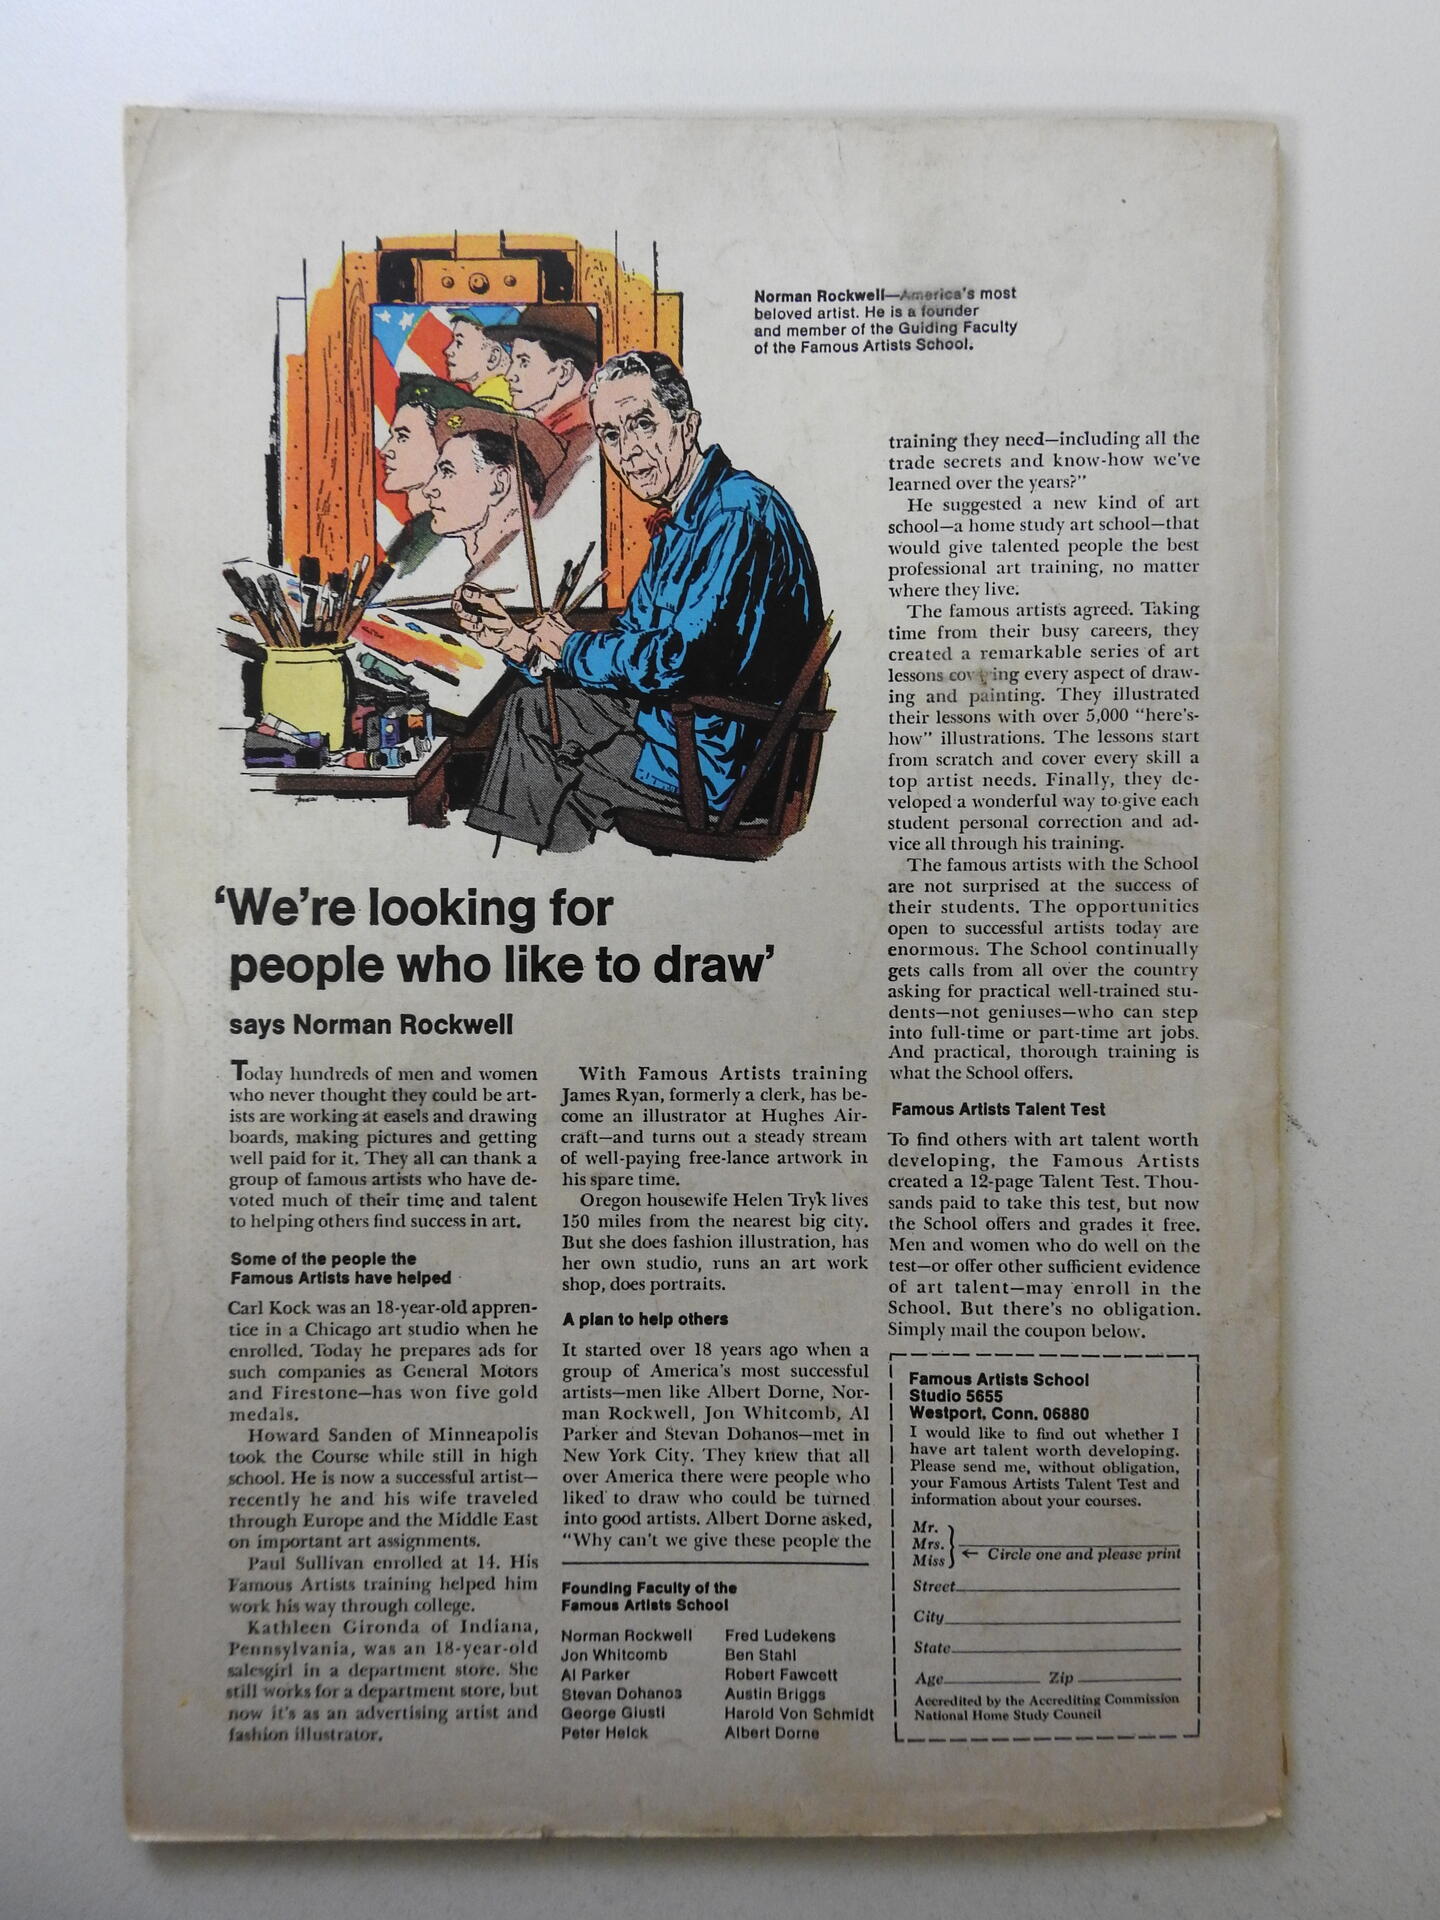 Norman Rockwell—America's most
beloved artist. He is a founder
and member of the Guiding Faculty
of the Famous Artists School.
‘We're looking for
people who like to draw’
says Norman Rockwell
Today hundreds of men and women
who never thought they could be art-
ists are working at easels and drawing
boards, making pictures and getting
well paid for it. They all can thank a
group of famous artists who have de-
voted much of their time and talent
to helping others find success in art.
Some of the people the
Famous Artists have helped
Carl Kock was an 18-year-old appren-
tice in a Chicago art studio when he
enrolled. Today he prepares ads for
such companies as General Motors
and Firestone—has won five gold
medals.
Howard Sanden of Minneapolis
took the Course while still in high
school. He is now a successful artist—
recently he and his wife traveled
through Europe and the Middle East
on important art assignments.
Paul Sullivan enrolled at 14. His
Famous Artists training helped him
work his way through college.
Kathleen Gironda of Indiana,
Pennsylvania, was an 18-year-old
salesgirl in a department store. She
still works for a department store, but
now it's as an advertising artist and
fashion illustrator.
With Famous Artists training
James Ryan, formerly a clerk, has be-
come an illustrator at Hughes Air-
craft—and turns out a steady stream
of well-paying free-lance artwork in
his spare time.
Oregon housewife Helen Tryk lives
150 miles from the nearest big city.
But she does fashion illustration, has
her own studio, runs an art work
shop, does portraits.
A plan to help others
It started over 18 years ago when a
group of America's most successful
artists—men like Albert Dorne, Nor-
man Rockwell, Jon Whitcomb, Al
Parker and Stevan Dohanos—met in
New York City. They knew that all
over America there were people who
liked to draw who could be turned
into good artists. Albert Dorne asked,
“Why can't we give these people the
Founding Faculty of the
Famous Artists School
Norman Rockwell
Jon Whitcomb
Al Parker
Stevan Dohanos
George Giusti
Peter Helck
Fred Ludekens
Ben Stahl
Robert Fawcett
Austin Briggs
Harold Von Schmidt
Albert Dorne
training they need—including all the
trade secrets and know-how we've
learned over the years?”
He suggested a new kind of art
school—a home study art school—that
would give talented people the best
professional art training, no matter
where they live.
The famous artists agreed. Taking
time from their busy careers, they
created a remarkable series of art
lessons covering every aspect of draw-
ing and painting. They illustrated
their lessons with over 5,000 “here's-
how” illustrations. The lessons start
from scratch and cover every skill a
top artist needs. Finally, they de-
veloped a wonderful way to give each
student personal correction and ad-
vice all through his training.
The famous artists with the School
are not surprised at the success of
their students. The opportunities
open to successful artists today are
enormous. The School continually
gets calls from all over the country
asking for practical well-trained stu-
dents—not geniuses—who can step
into full-time or part-time art jobs.
And practical, thorough training is
what the School offers.
Famous Artists Talent Test
To find others with art talent worth
developing, the Famous Artists
created a 12-page Talent Test. Thou-
sands paid to take this test, but now
the School offers and grades it free.
Men and women who do well on the
test—or offer other sufficient evidence
of art talent—may enroll in the
School. But there's no obligation.
Simply mail the coupon below.
Famous Artists School
Studio 5655
Westport, Conn. 06880
I would like to find out whether I
have art talent worth developing.
Please send me, without obligation,
your Famous Artists Talent Test and
information about your courses.
Mr.
Mrs.
Miss
← Circle one and please print
Street
City
State
Age Zip
Accredited by the Accrediting Commission
National Home Study Council